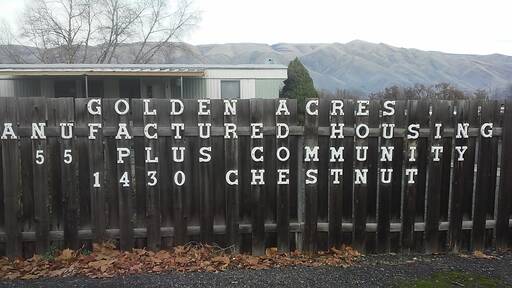 GOLDEN ACRES
ANUFACTURED HOUSING
55 PLUS COMMUNITY
1430 CHESTNUT